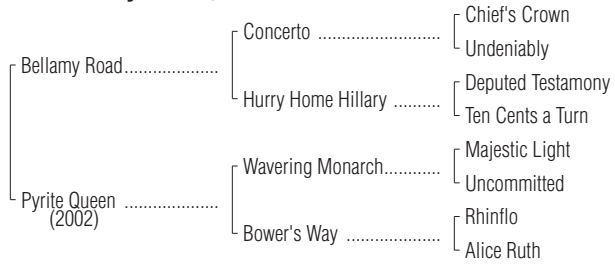 Chief's Crown
Concerto ........................
Undeniably
Bellamy Road...................
Deputed Testamony
Hurry Home Hillary ...........
Ten Cents a Turn
Majestic Light
Wavering Monarch............
Uncommitted
Pyrite Queen ...................
(2002)
Rhinflo
Bower's Way ...................
Alice Ruth